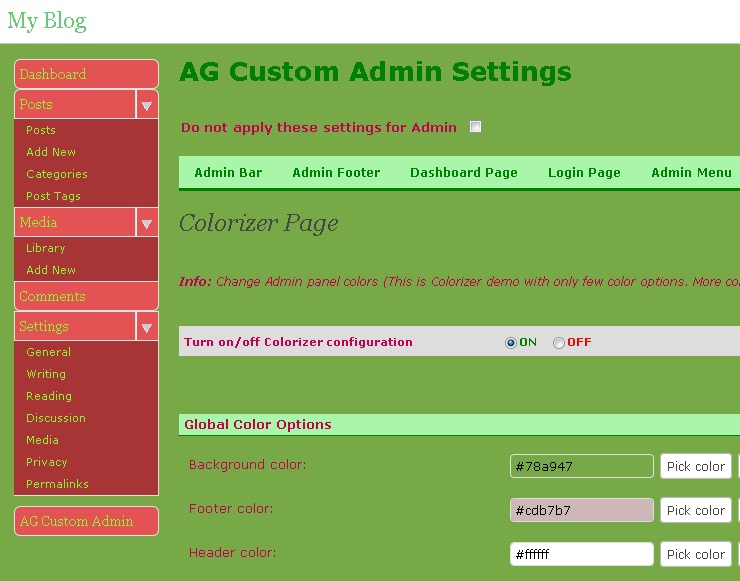 My Blog
Dashboard
Posts
Posts
Add New
Categories
Post Tags
Media
Library
Add New
Comments
Settings
General
Writing
Reading
Discussion
Media
Privacy
Permalinks
AG Custom Admin
AG Custom Admin Settings
Do not apply these settings for Admin
Admin Bar Admin Footer Dashboard Page Login Page Admin Menu
Colorizer Page
Info: Change Admin panel colors (This is Colorizer demo with only few color options. More
Turn on/off Colorizer configuration ON OFF
Global Color Options
Background color: #78a947 Pick color
Footer color: #cdb7b7 Pick color
Header color: #ffffff Pick color